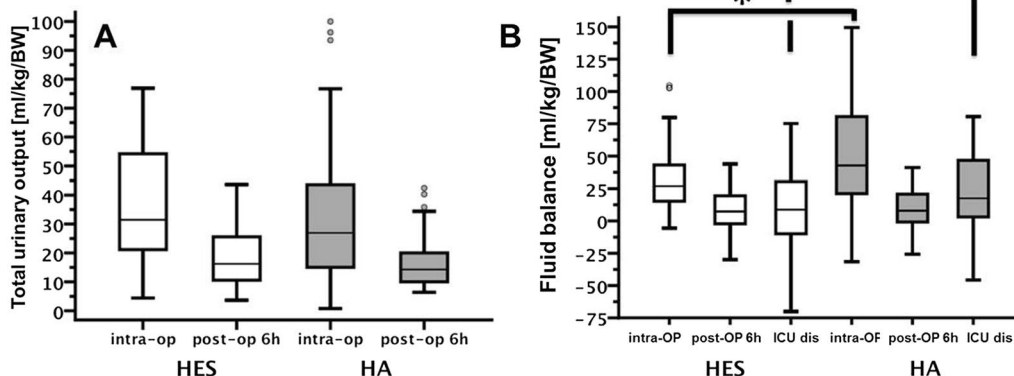 A
Total urinary output [ml/kg/BW]
100
90
80
70
60
50
40
30
20
10
0
intra-op post-op 6h intra-op post-op 6h
HES HA
B
*
Fluid balance [ml/kg/BW]
150
125
100
75
50
25
0
−25
−50
−75
intra-OP post-OP 6h ICU dis intra-OF post-OP 6h ICU dis
HES HA